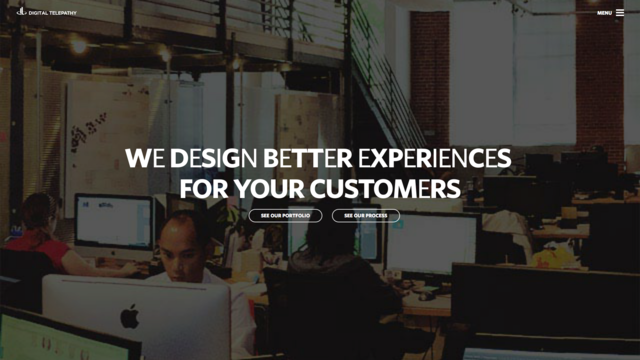 DIGITAL TELEPATHY
MENU
WE DESIGN BETTER EXPERIENCES
FOR YOUR CUSTOMERS
SEE OUR PORTFOLIO
SEE OUR PROCESS